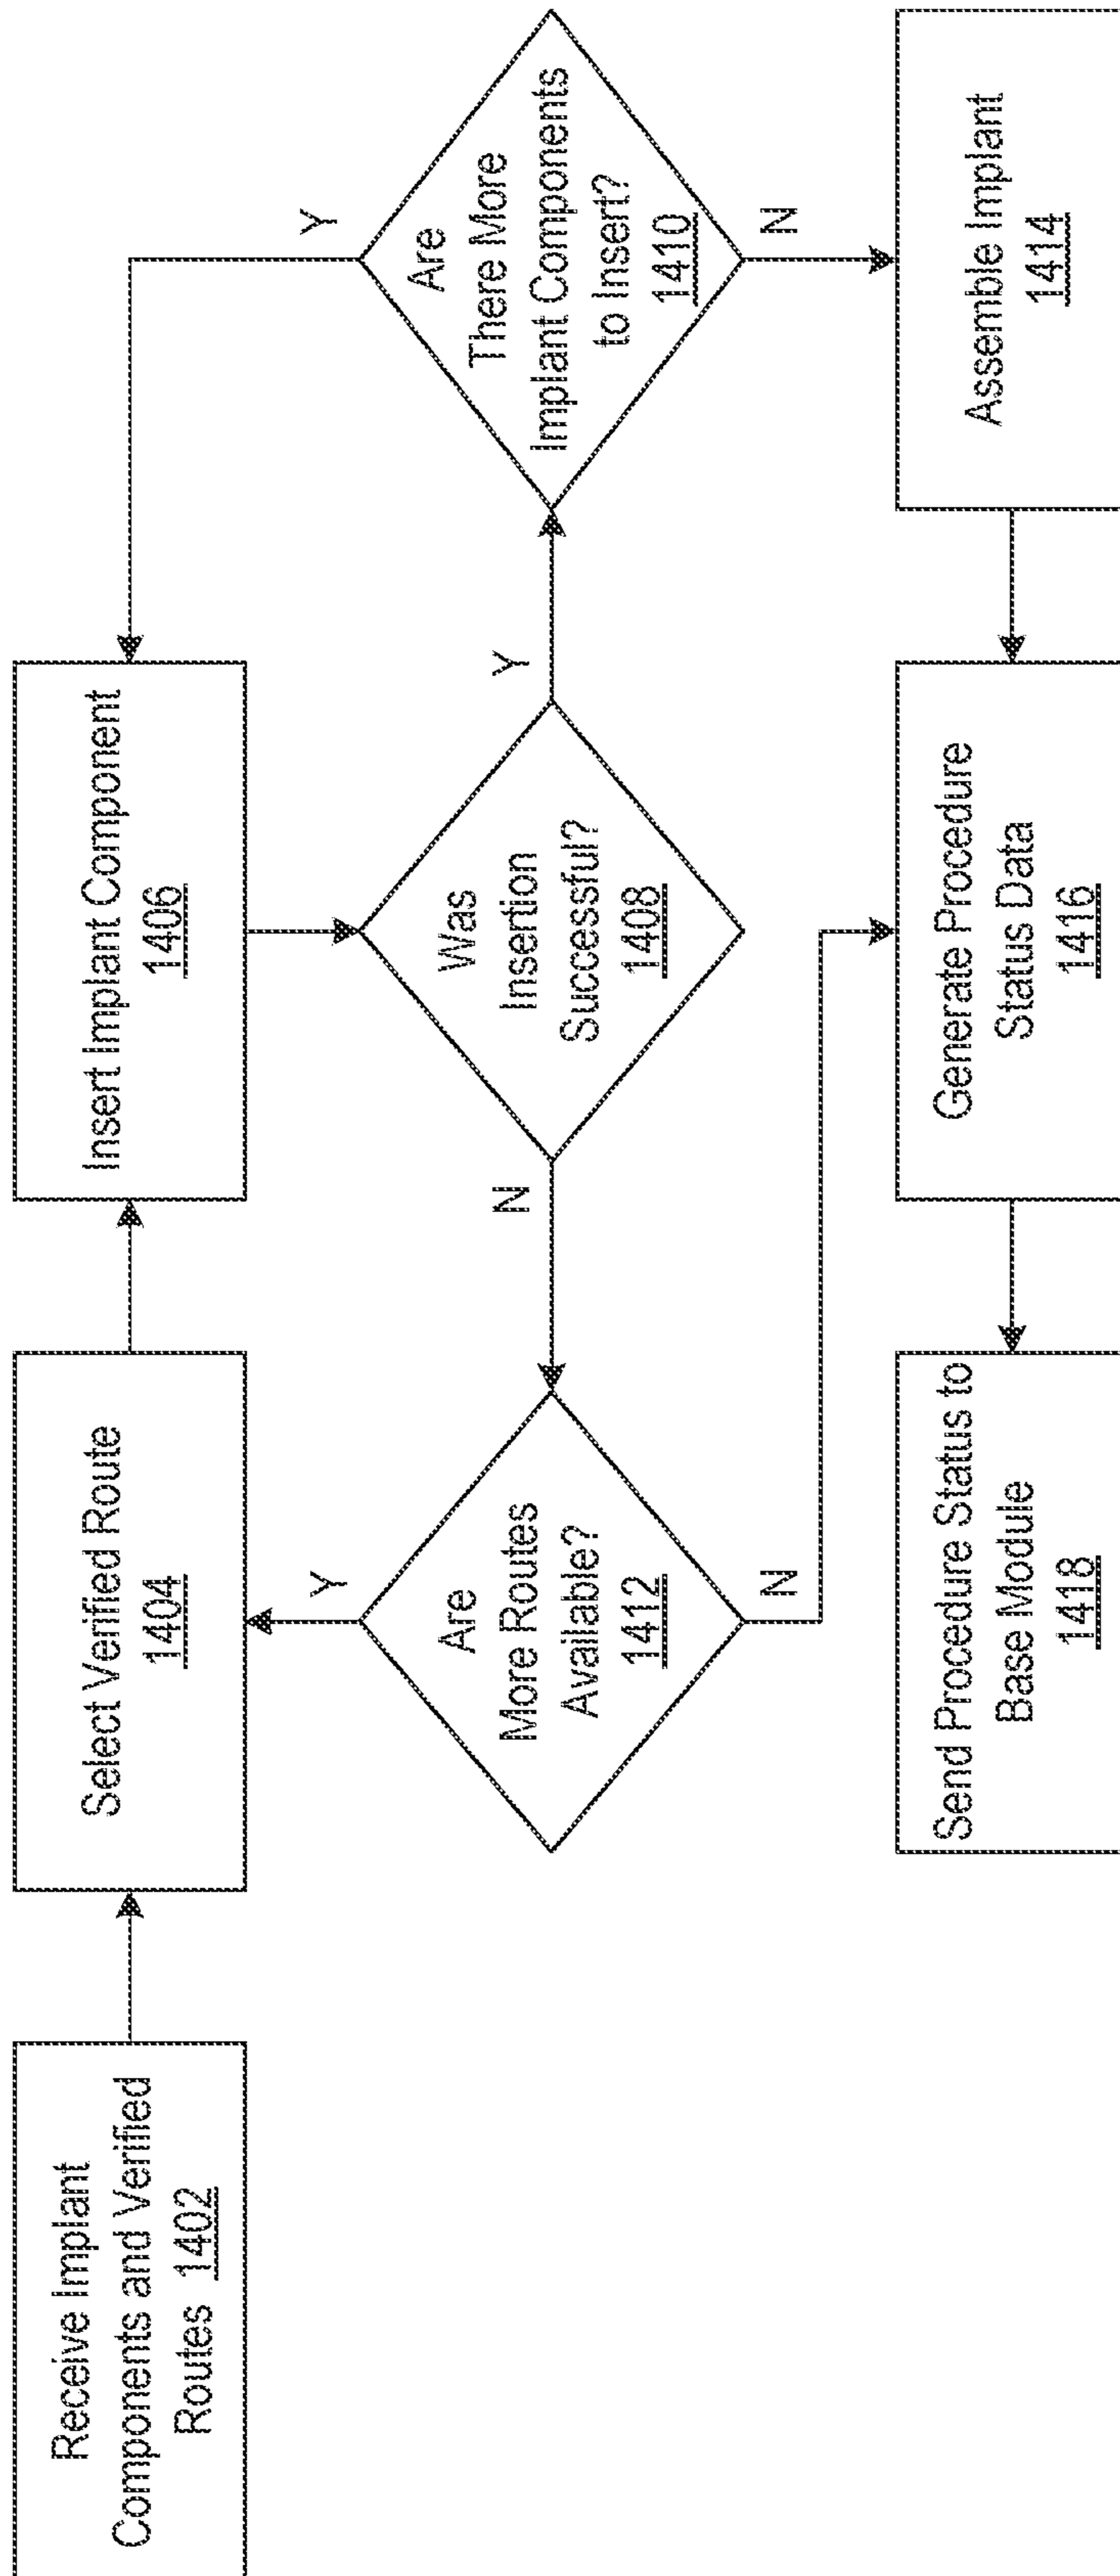 Receive Implant
Components and Verified
Routes 1402
Select Verified Route
1404
Insert Implant Component
1406
Was
Insertion
Successful?
1408
Y
N
Are
There More
Implant Components
to Insert?
1410
Y
N
Are
More Routes
Available?
1412
Y
N
Assemble Implant
1414
Generate Procedure
Status Data
1416
Send Procedure Status to
Base Module
1418